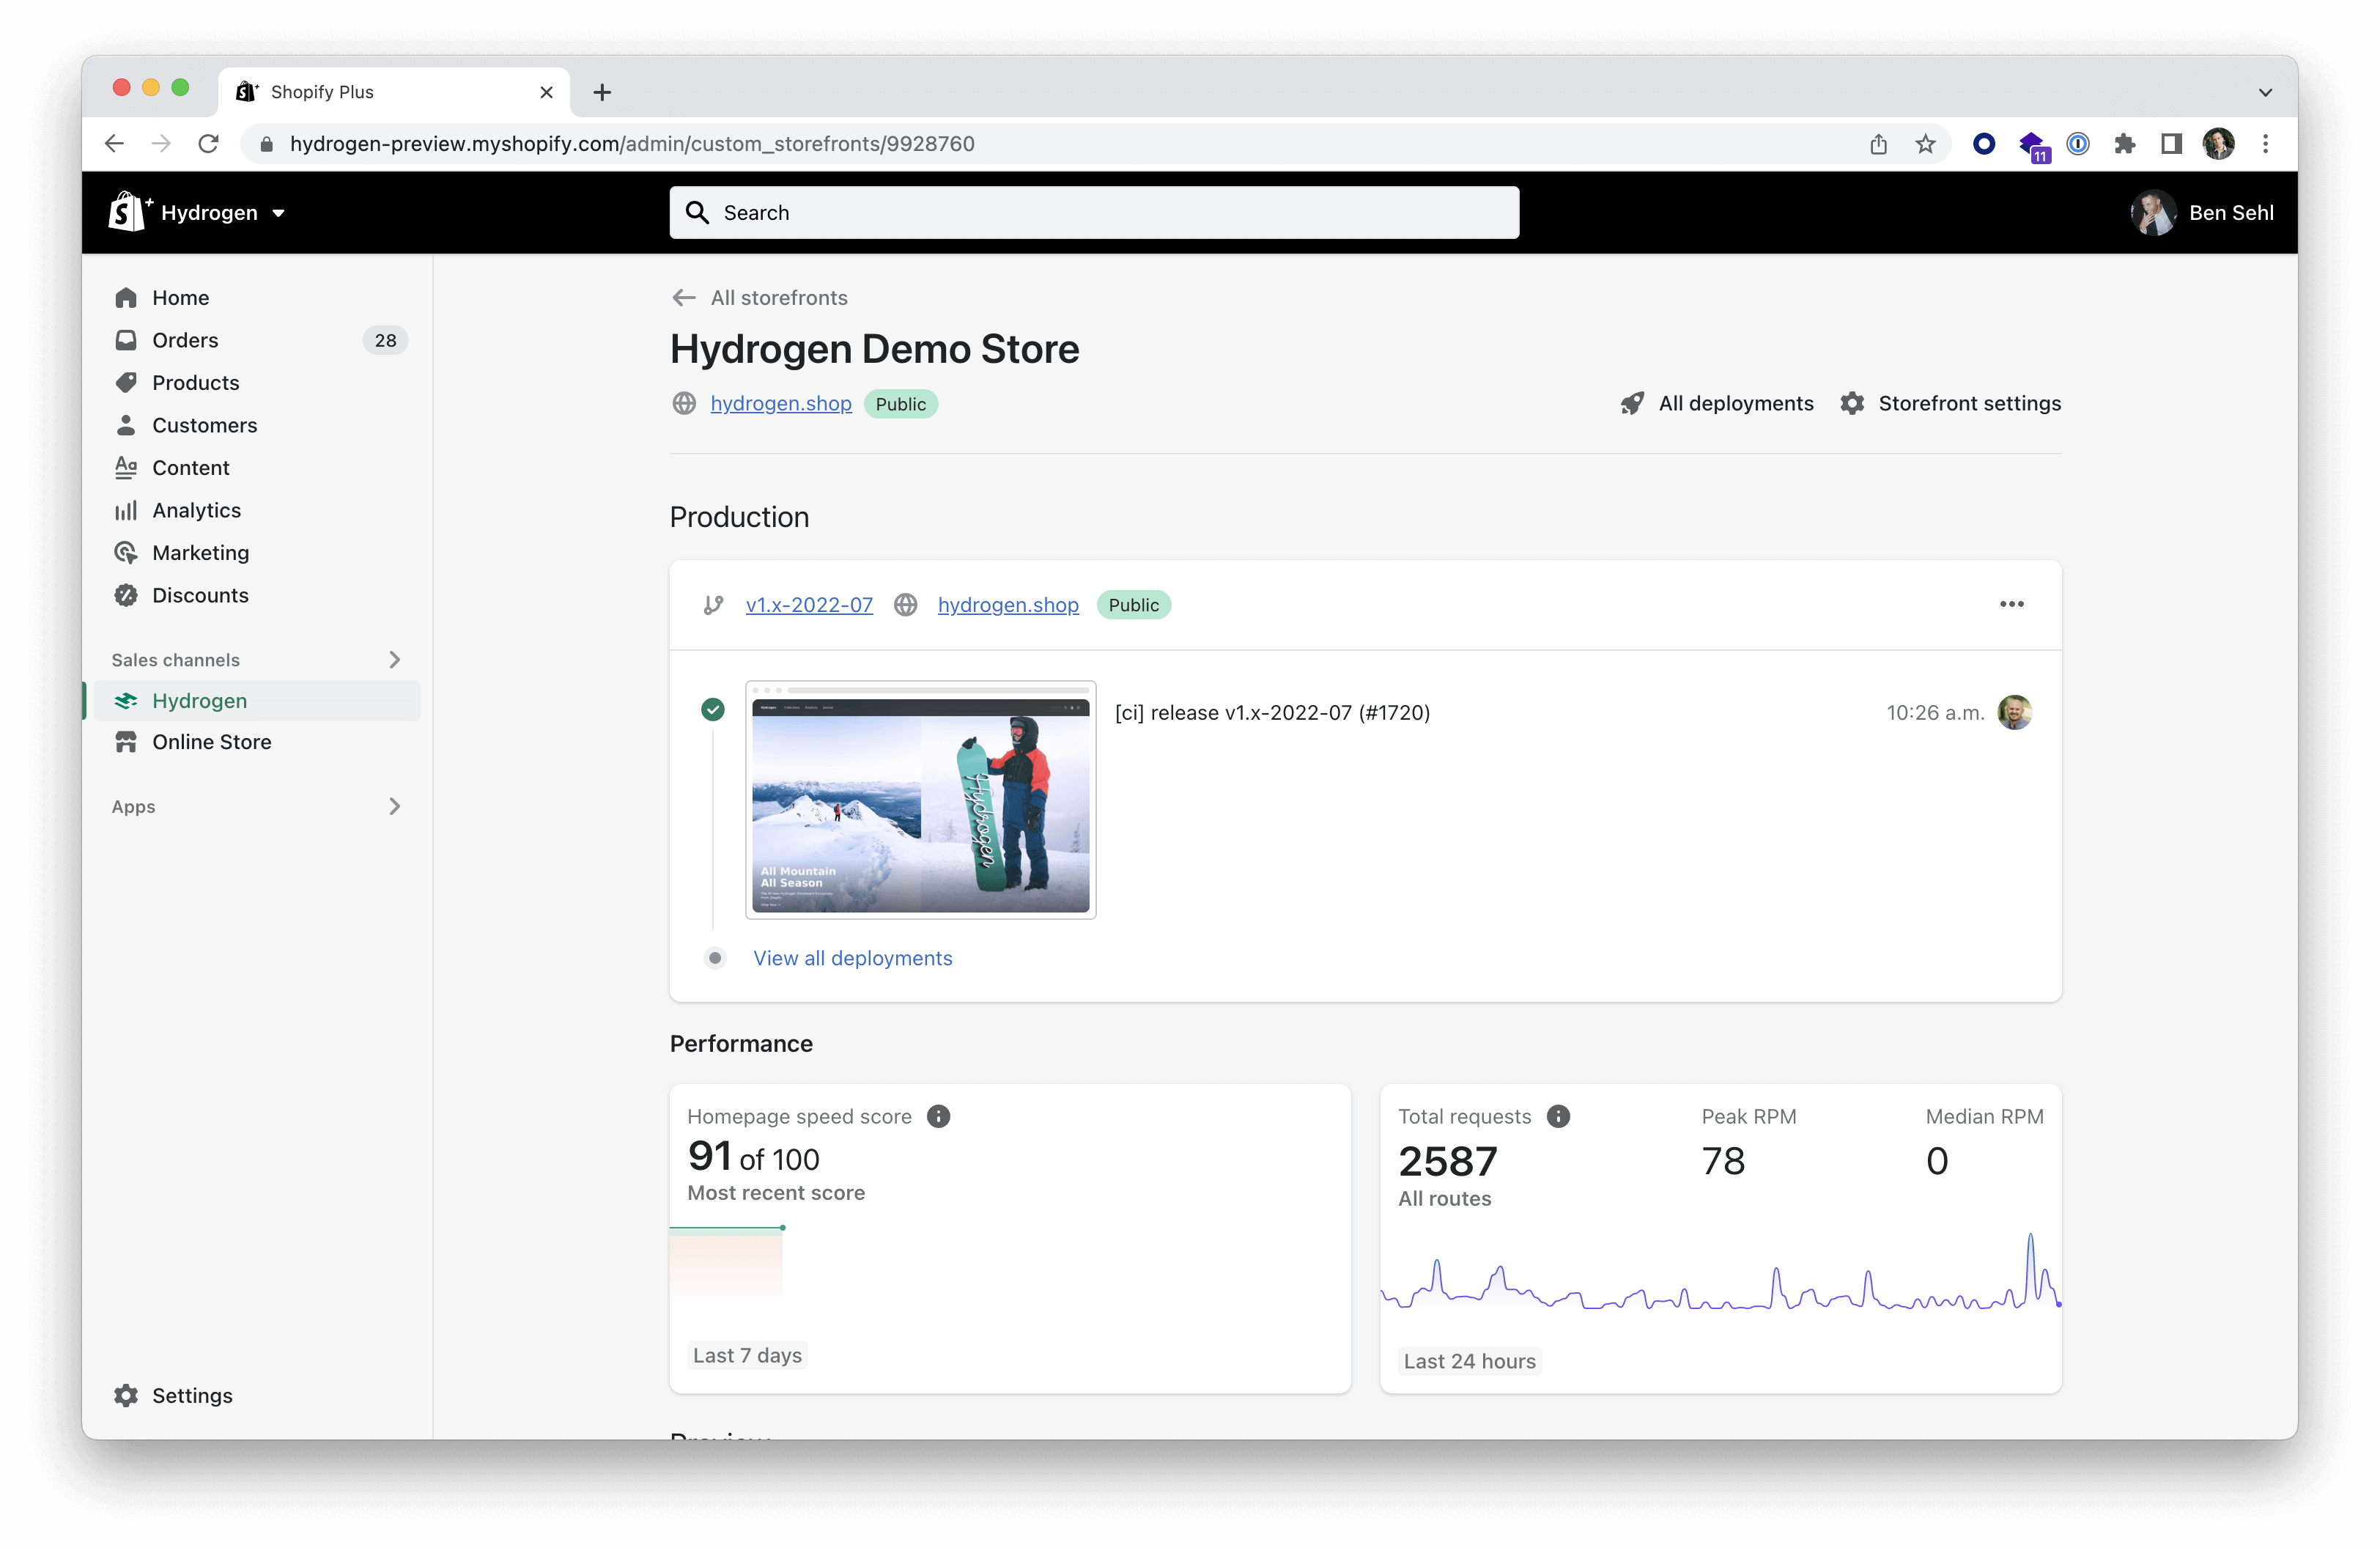 Shopify Plus
hydrogen-preview.myshopify.com/admin/custom_storefronts/9928760
11
Hydrogen
Search
Ben Sehl
Home
Orders 28
Products
Customers
Content
Analytics
Marketing
Discounts
Sales channels
Hydrogen
Online Store
Apps
Settings
All storefronts
Hydrogen Demo Store
hydrogen.shop Public
All deployments Storefront settings
Production
v1.x-2022-07 hydrogen.shop Public
[ci] release v1.x-2022-07 (#1720) 10:26 a.m.
Hydrogen
Hydrogen
All Mountain
All Season
View all deployments
Performance
Homepage speed score
91 of 100
Most recent score
Last 7 days
Total requests Peak RPM Median RPM
2587 78 0
All routes
Last 24 hours